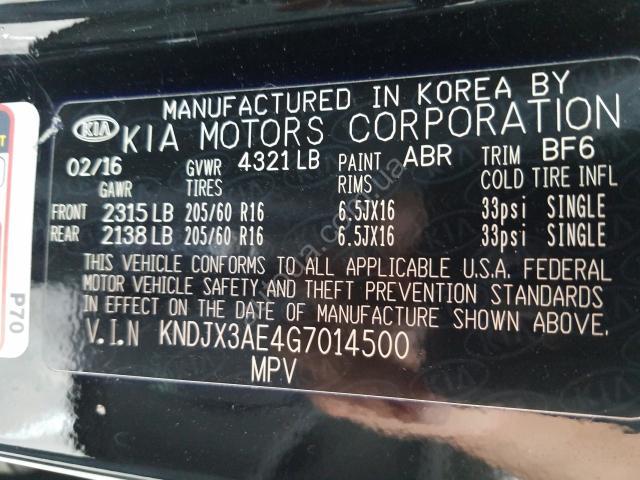 MANUFACTURED IN KOREA BY
KIA KIA MOTORS CORPORATION
02/16 GVWR 4321 LB PAINT ABR TRIM BF6
GAWR TIRES RIMS COLD TIRE INFL
FRONT 2315 LB 205/60 R16 6.5JX16 33psi SINGLE
REAR 2138 LB 205/60 R16 6.5JX16 33psi SINGLE
THIS VEHICLE CONFORMS TO ALL APPLICABLE U.S.A. FEDERAL
MOTOR VEHICLE SAFETY AND THEFT PREVENTION STANDARDS
IN EFFECT ON THE DATE OF MANUFACTURE SHOWN ABOVE.
V.I.N KNDJX3AE4G7014500
MPV
P70